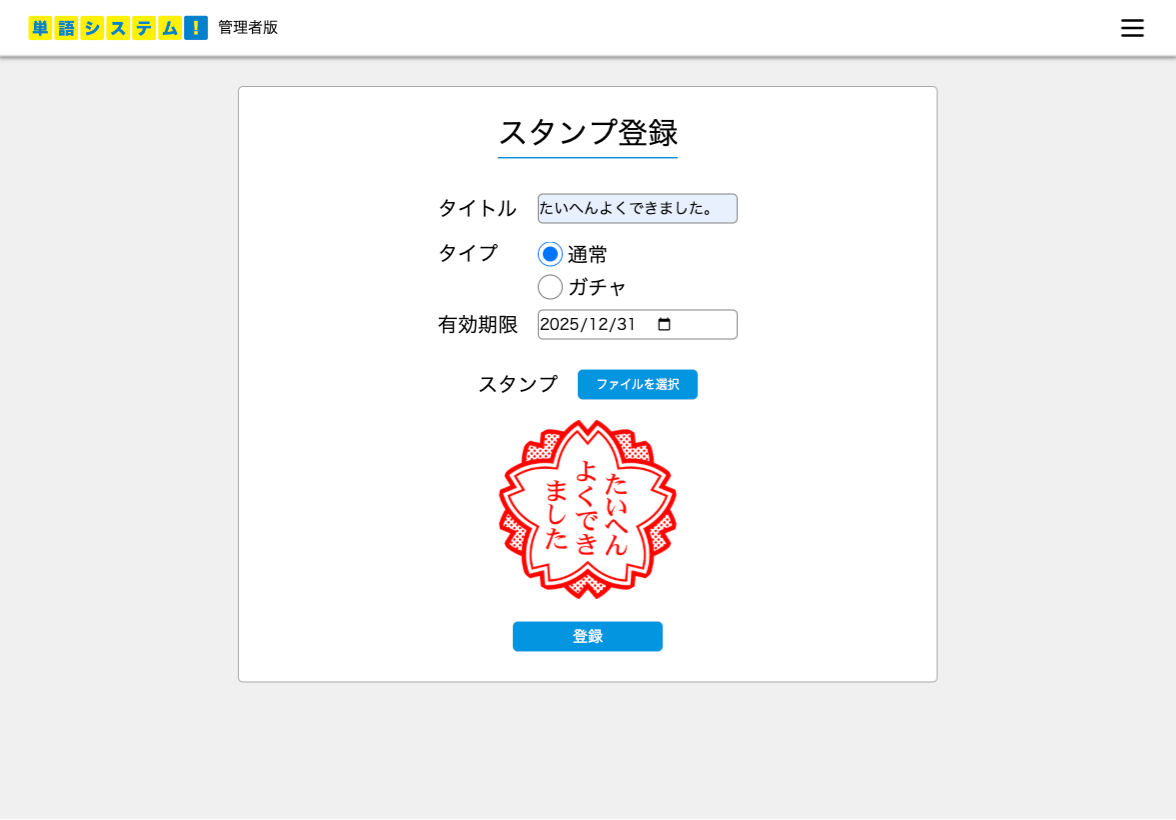 単語システム! 管理者版
スタンプ登録
タイトル たいへんよくできました。
タイプ 通常
ガチャ
有効期限 2025/12/31
スタンプ ファイルを選択
たいへん
よくでき
ました
登録